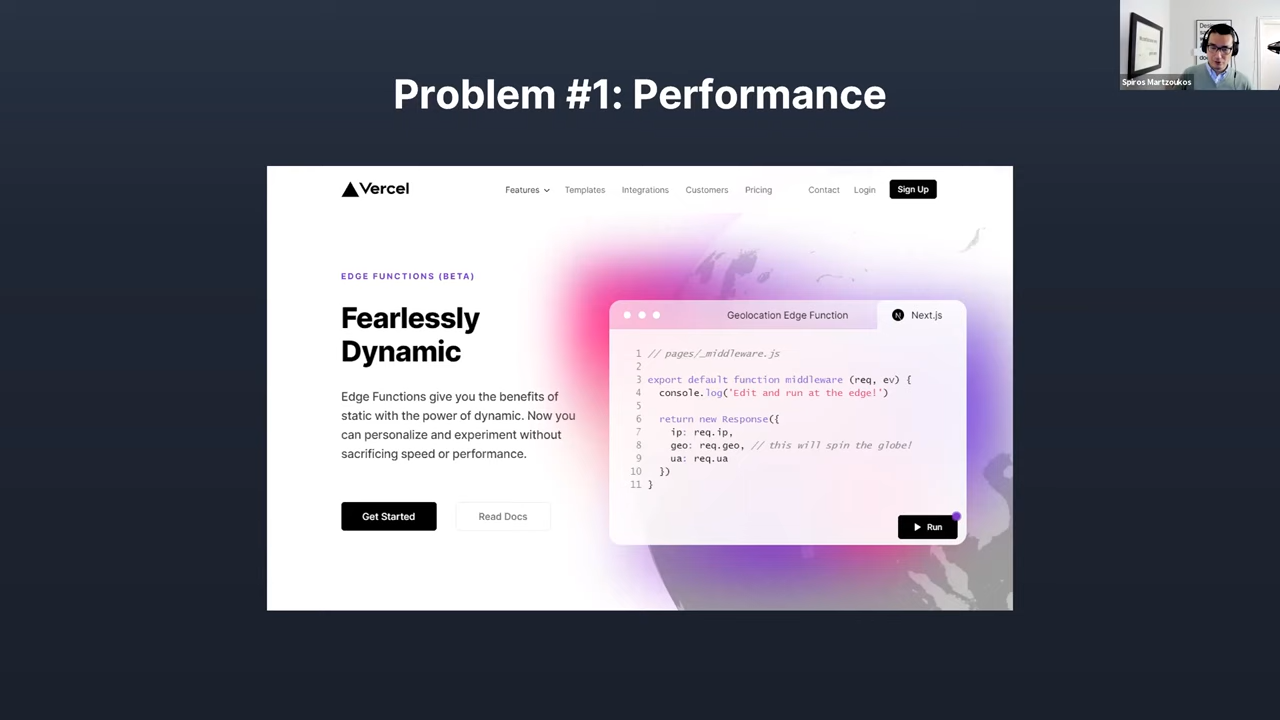 Problem #1: Performance
Spiros Martzoukos
Vercel
Features
Templates
Integrations
Customers
Pricing
Contact
Login
Sign Up
EDGE FUNCTIONS (BETA)
Fearlessly
Dynamic
Edge Functions give you the benefits of
static with the power of dynamic. Now you
can personalize and experiment without
sacrificing speed or performance.
Get Started
Read Docs
Geolocation Edge Function
N
Next.js
1 // pages/_middleware.js
2
3 export default function middleware (req, ev) {
4 console.log('Edit and run at the edge!')
5
6 return new Response({
7 ip: req.ip,
8 geo: req.geo, // this will spin the globe!
9 ua: req.ua
10 })
11 }
Run